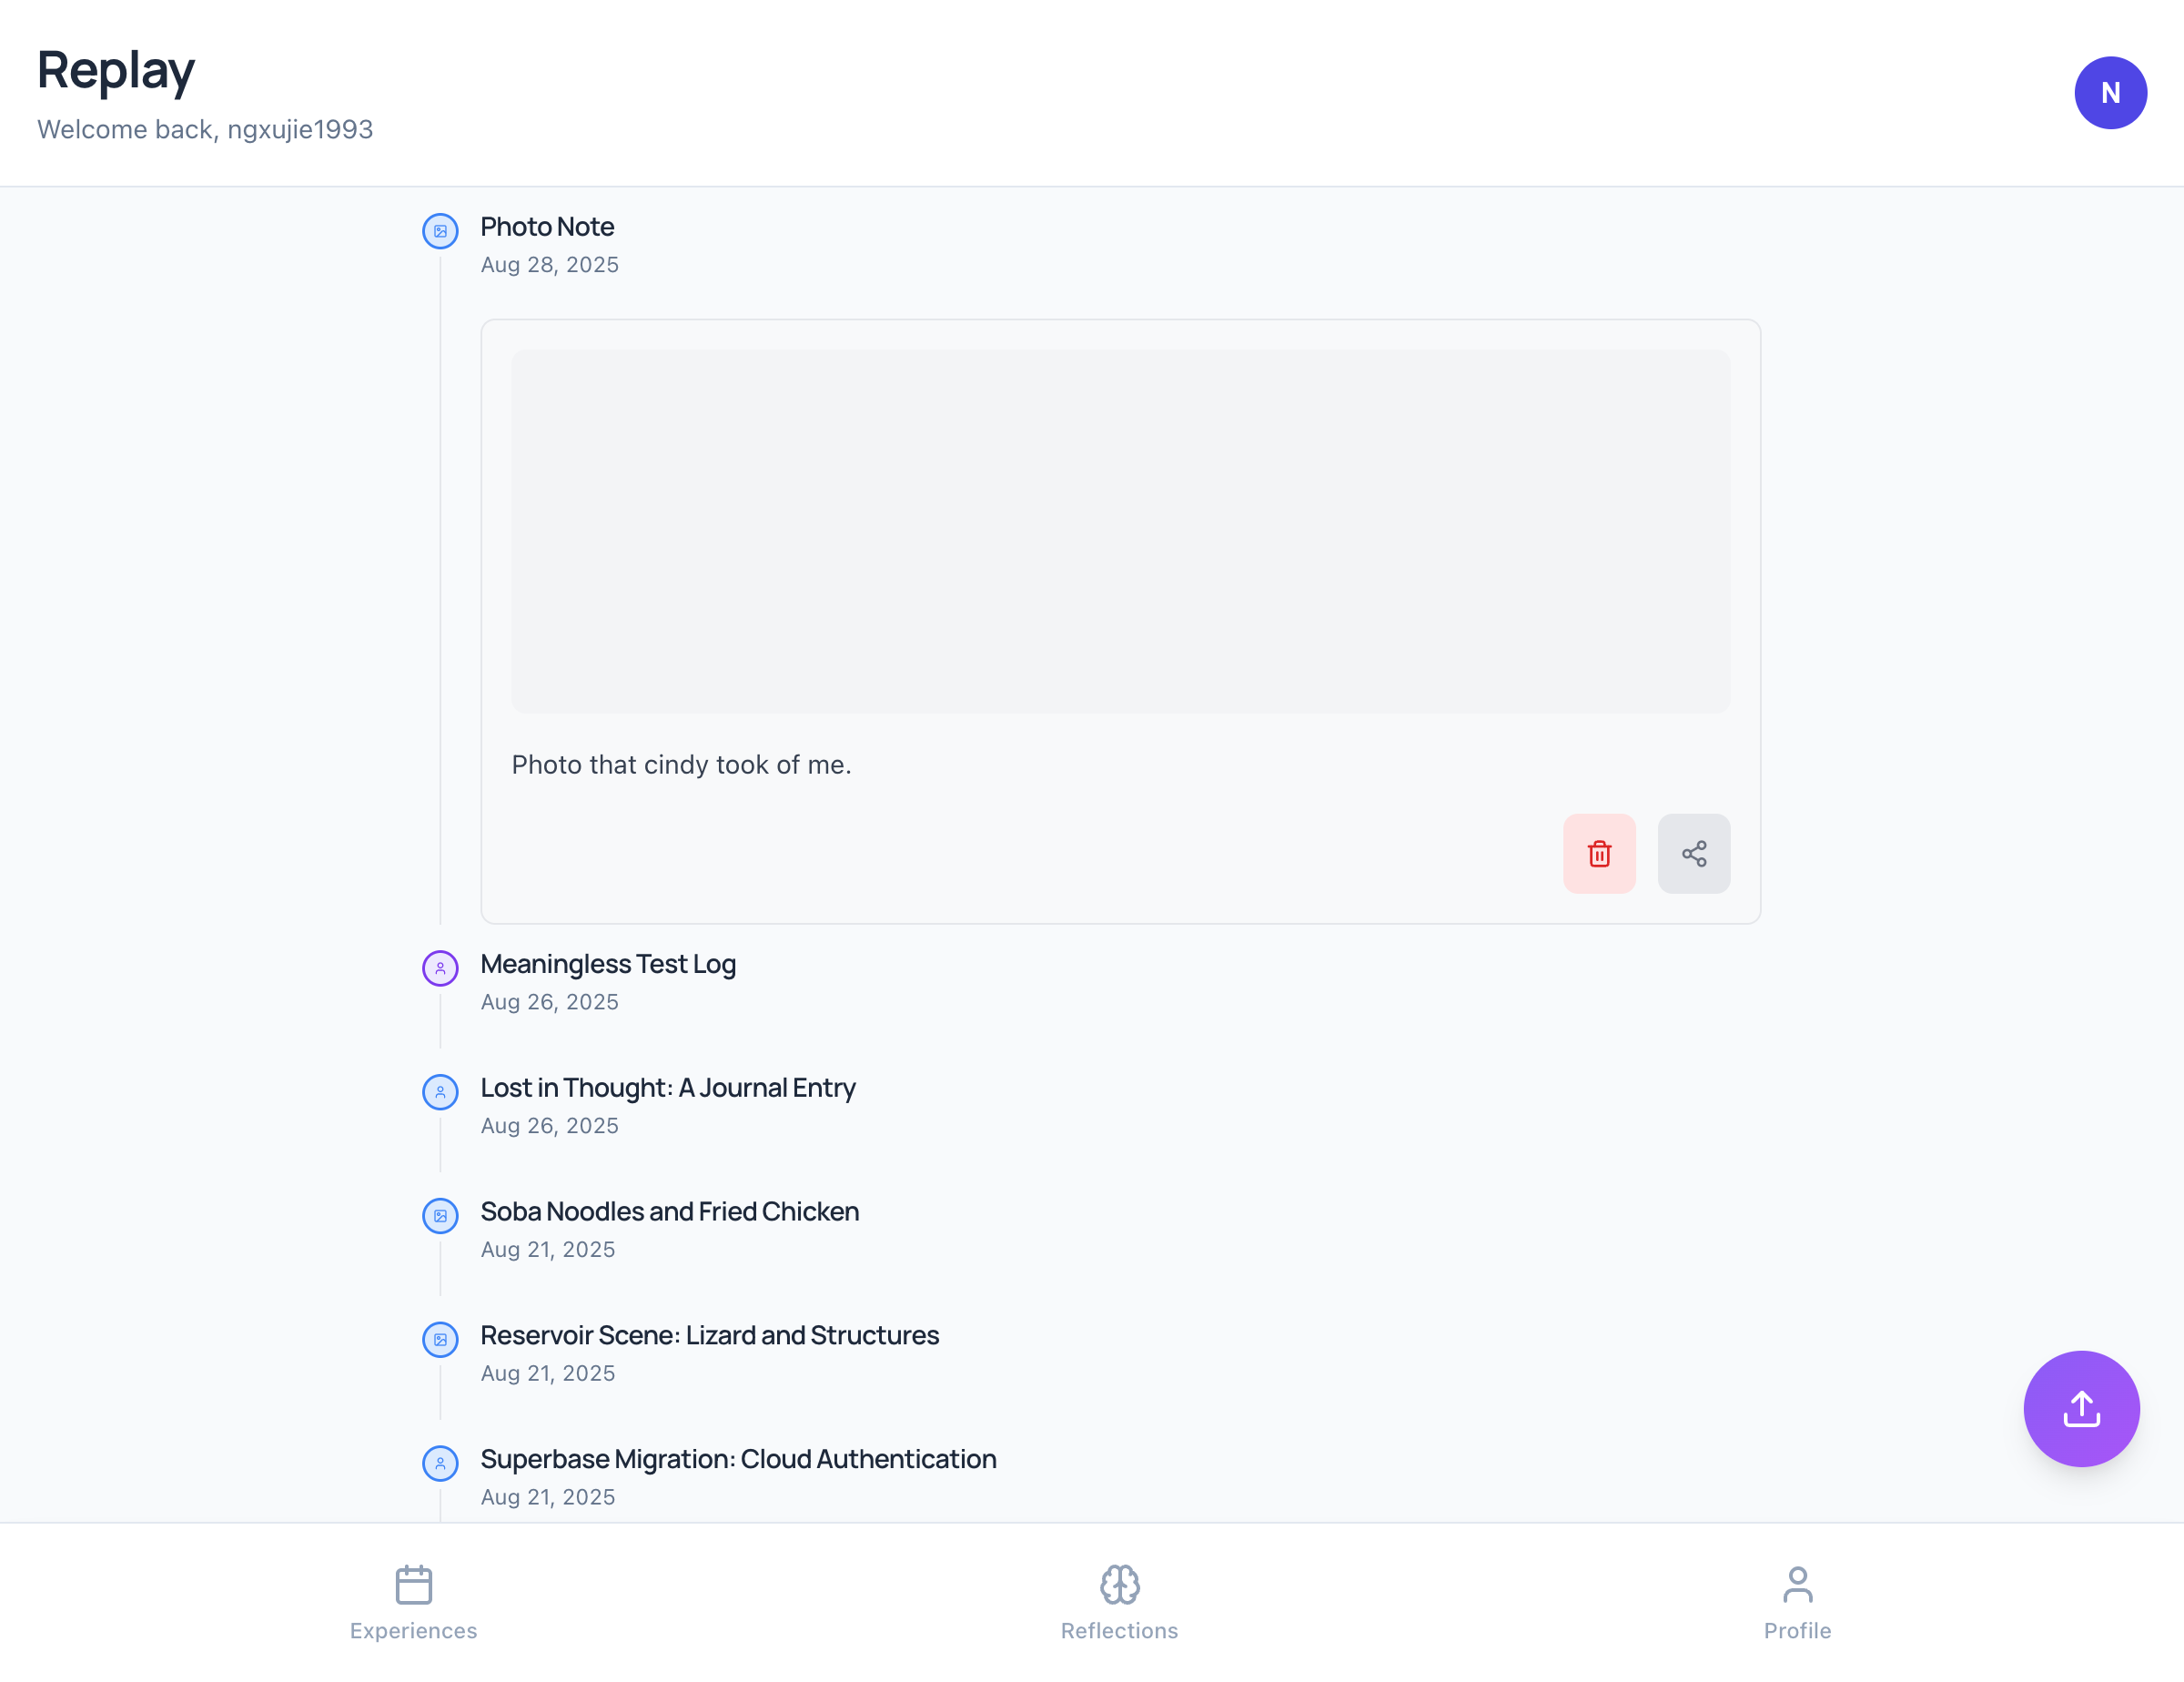 Replay
Welcome back, ngxujie1993
N
Photo Note
Aug 28, 2025
Photo that cindy took of me.
Meaningless Test Log
Aug 26, 2025
Lost in Thought: A Journal Entry
Aug 26, 2025
Soba Noodles and Fried Chicken
Aug 21, 2025
Reservoir Scene: Lizard and Structures
Aug 21, 2025
Superbase Migration: Cloud Authentication
Aug 21, 2025
Experiences
Reflections
Profile